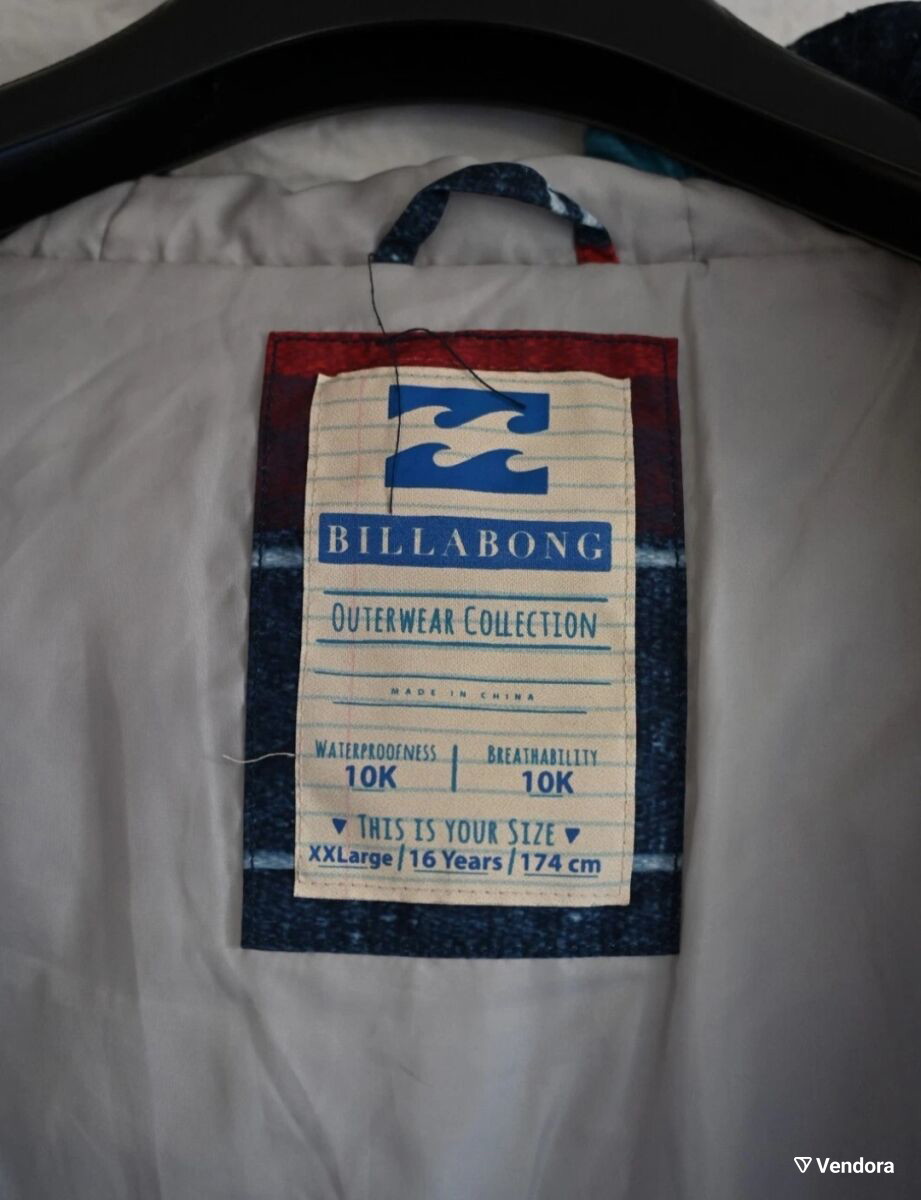 BILLABONG
OUTERWEAR COLLECTION
MADE IN CHINA
WATERPROOFNESS | BREATHABILITY
10K 10K
▼ THIS IS YOUR SIZE ▼
XXLarge / 16 Years / 174 cm
Vendora